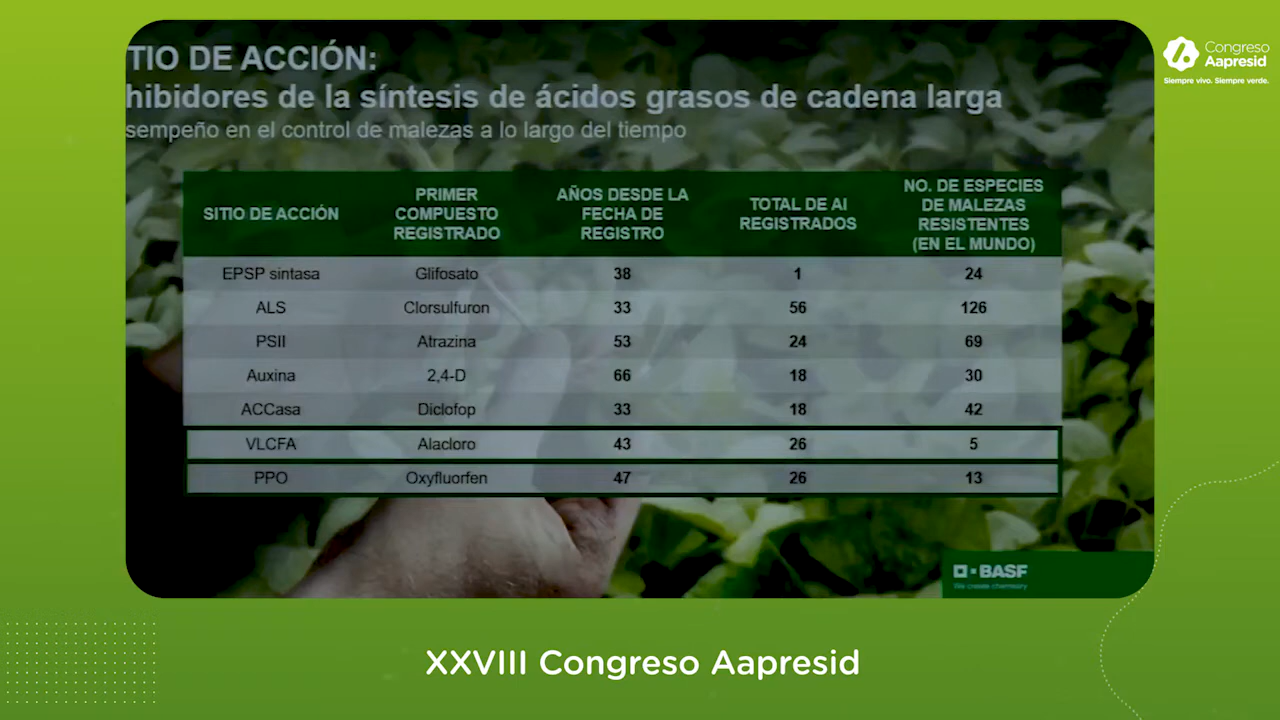 Congreso
Aapresid
Siempre vivo. Siempre verde.
TIO DE ACCIÓN:
hibidores de la síntesis de ácidos grasos de cadena larga
sempeño en el control de malezas a lo largo del tiempo
SITIO DE ACCIÓN PRIMER COMPUESTO REGISTRADO AÑOS DESDE LA FECHA DE REGISTRO TOTAL DE AI REGISTRADOS NO. DE ESPECIES DE MALEZAS RESISTENTES (EN EL MUNDO)
EPSP sintasa Glifosato 38 1 24
ALS Clorsulfuron 33 56 126
PSII Atrazina 53 24 69
Auxina 2,4-D 66 18 30
ACCasa Diclofop 33 18 42
VLCFA Alacloro 43 26 5
PPO Oxyfluorfen 47 26 13
BASF
We create chemistry
XXVIII Congreso Aapresid